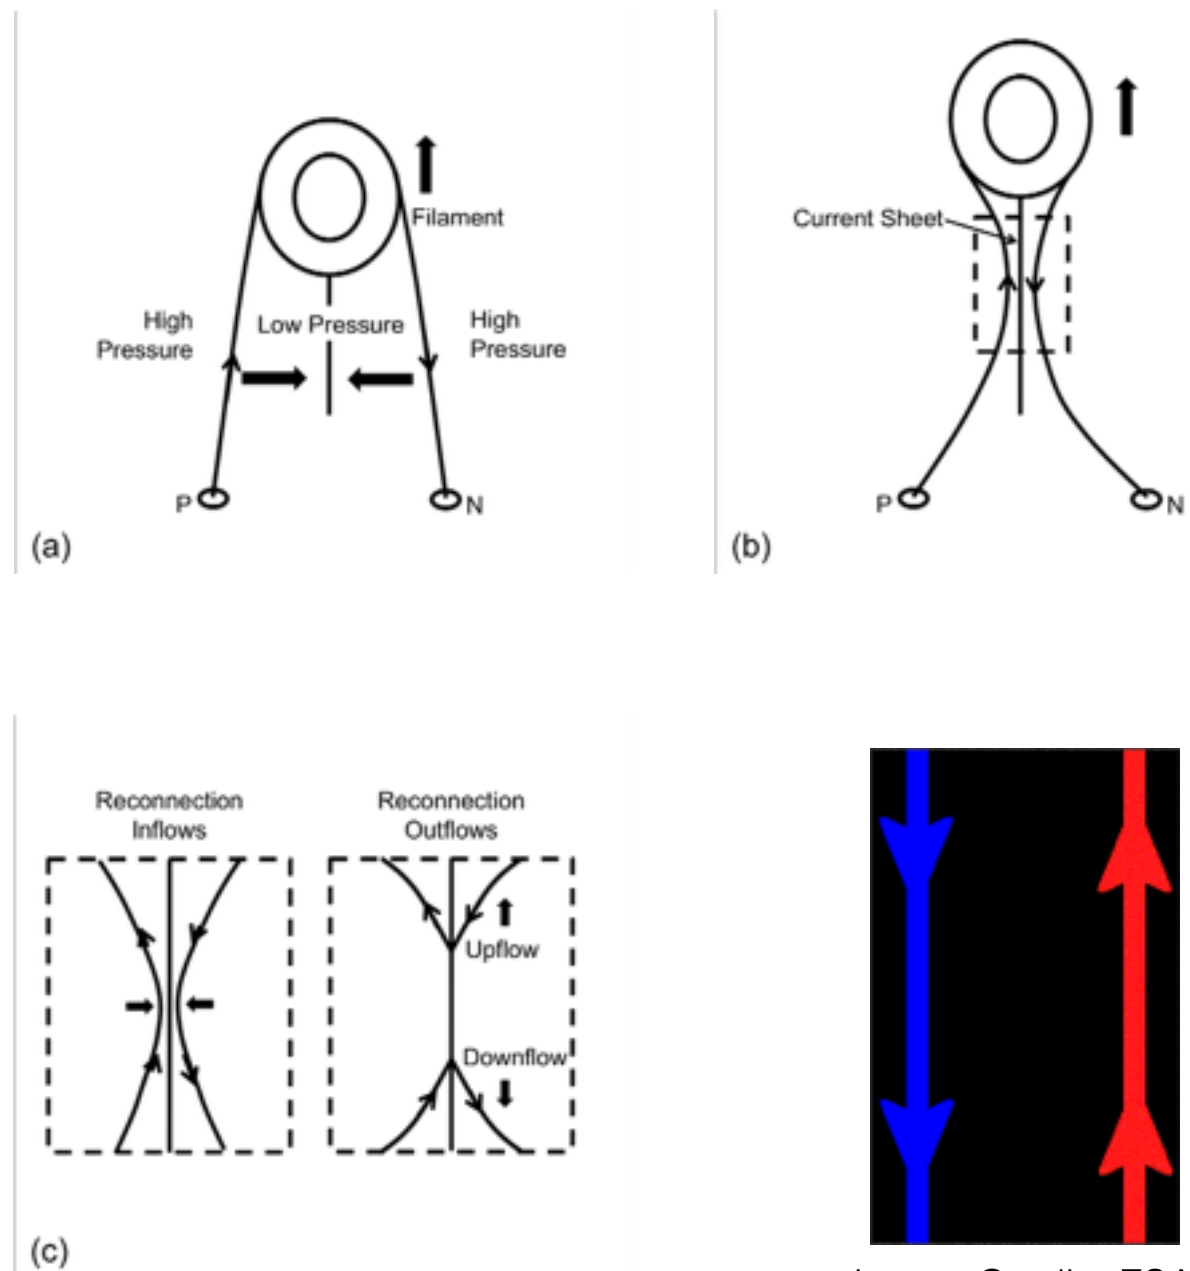 Filament
High
Pressure
Low Pressure
High
Pressure
P
N
(a)
Current Sheet
P
N
(b)
Reconnection
Inflows
Reconnection
Outflows
Upflow
Downflow
(c)